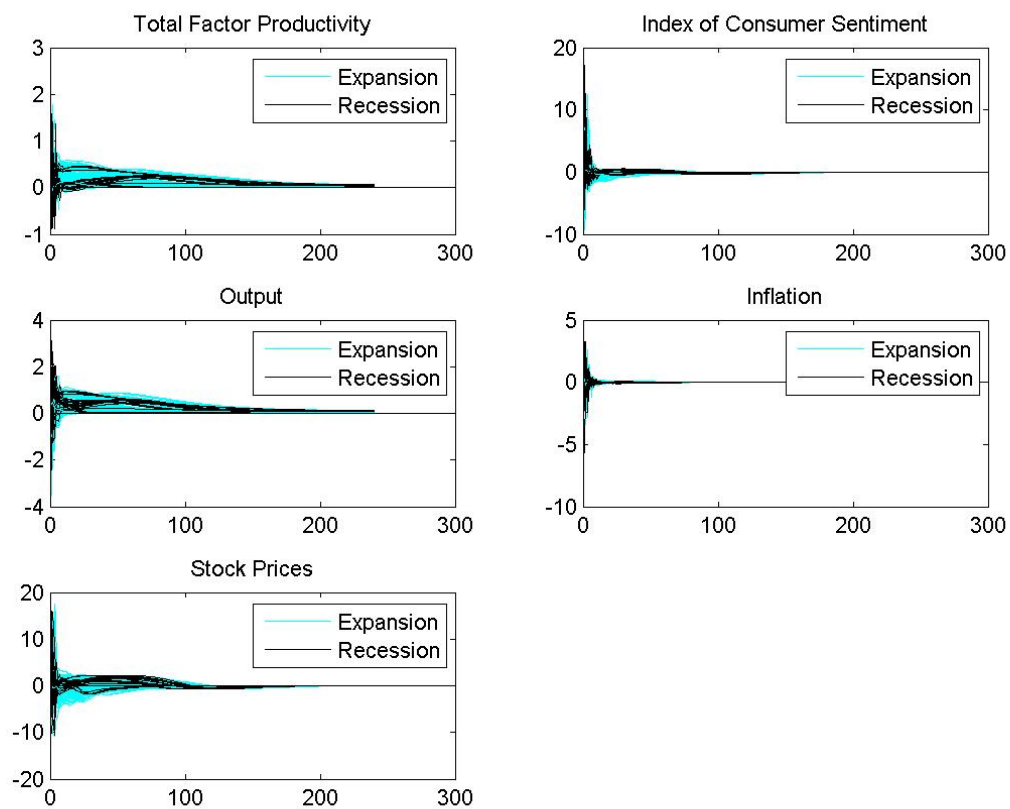 Total Factor Productivity
3
2
1
0
-1
0
100
200
300
Expansion
Recession
Index of Consumer Sentiment
20
10
0
-10
0
100
200
300
Expansion
Recession
Output
4
2
0
-2
-4
0
100
200
300
Expansion
Recession
Inflation
5
0
-5
-10
0
100
200
300
Expansion
Recession
Stock Prices
20
10
0
-10
-20
0
100
200
300
Expansion
Recession